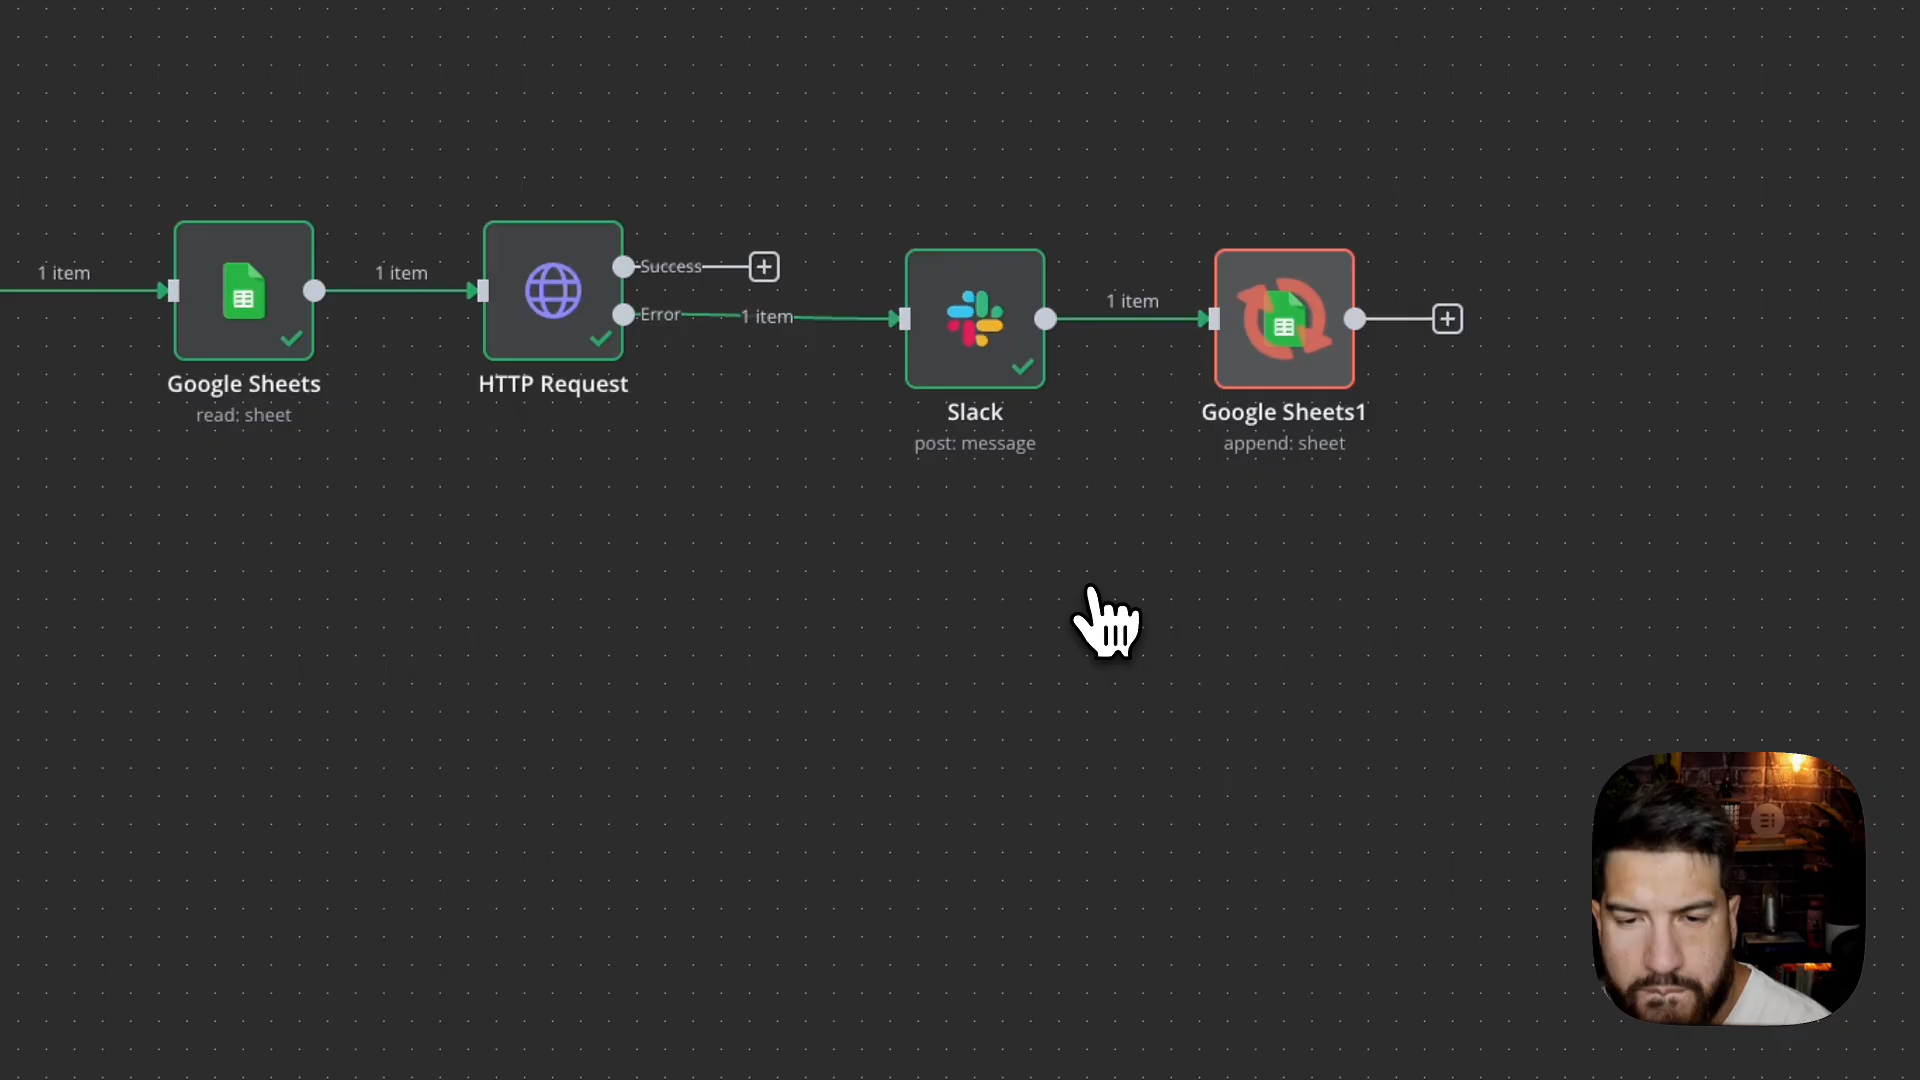 1 item
Google Sheets
read: sheet
1 item
HTTP Request
Success
Error
1 item
Slack
post: message
1 item
Google Sheets1
append: sheet